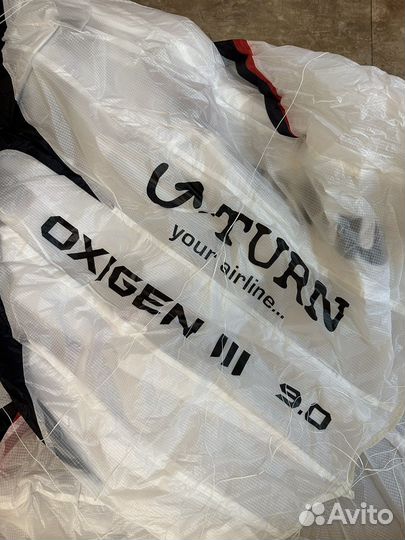 U-TURN
your airline...
OXIGEN III 9.0
Avito